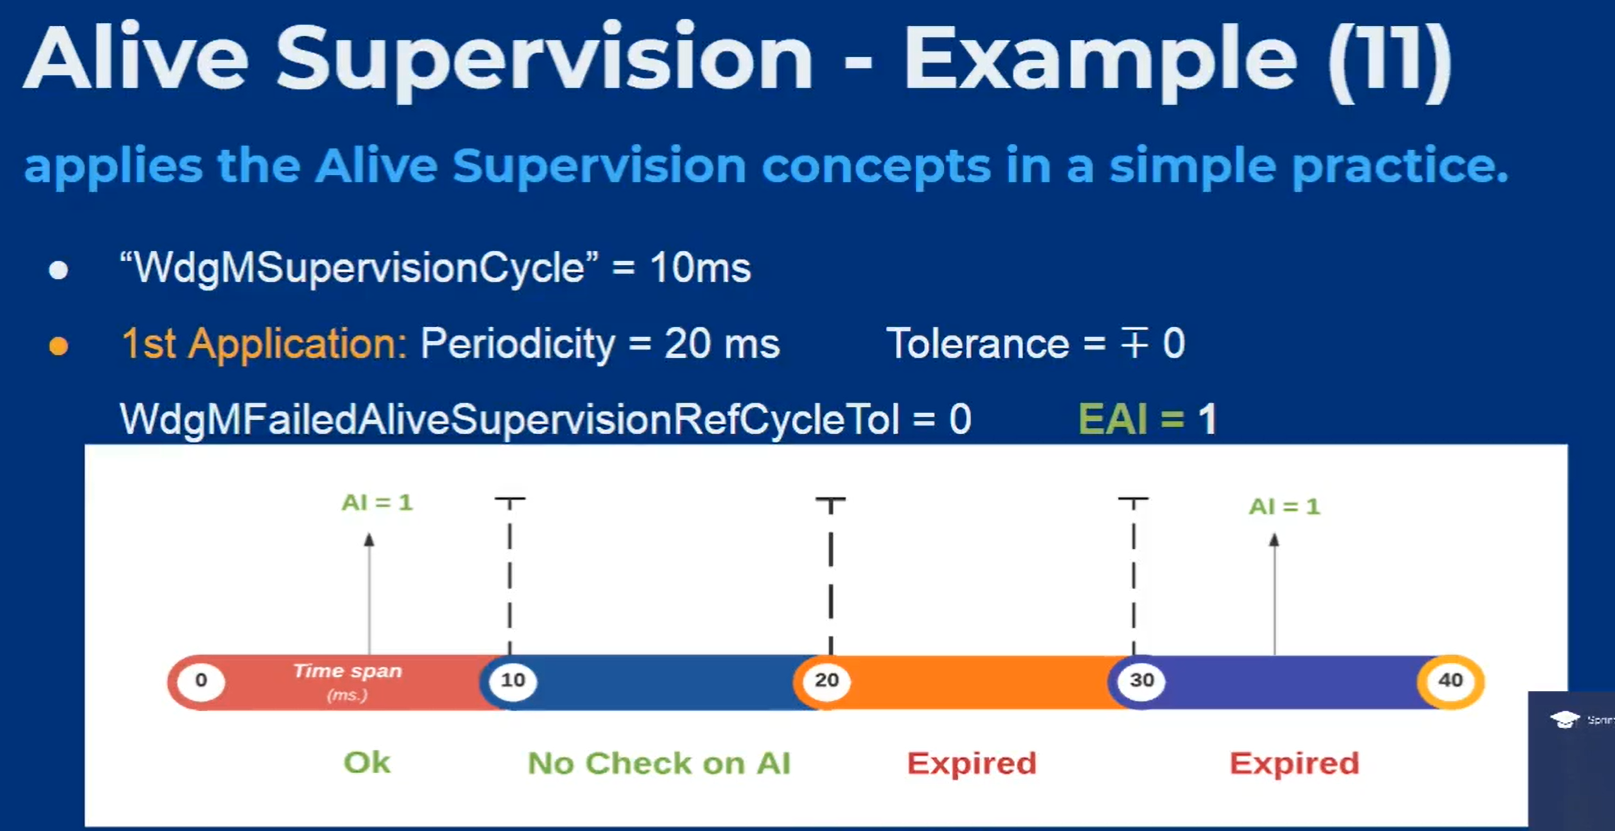 Alive Supervision - Example (11)
applies the Alive Supervision concepts in a simple practice.
● “WdgMSupervisionCycle” = 10ms
● 1st Application: Periodicity = 20 ms Tolerance = ∓ 0
WdgMFailedAliveSupervisionRefCycleTol = 0 EAI = 1
AI = 1 AI = 1
Time span
(ms.)
0 10 20 30 40
Ok No Check on AI Expired Expired